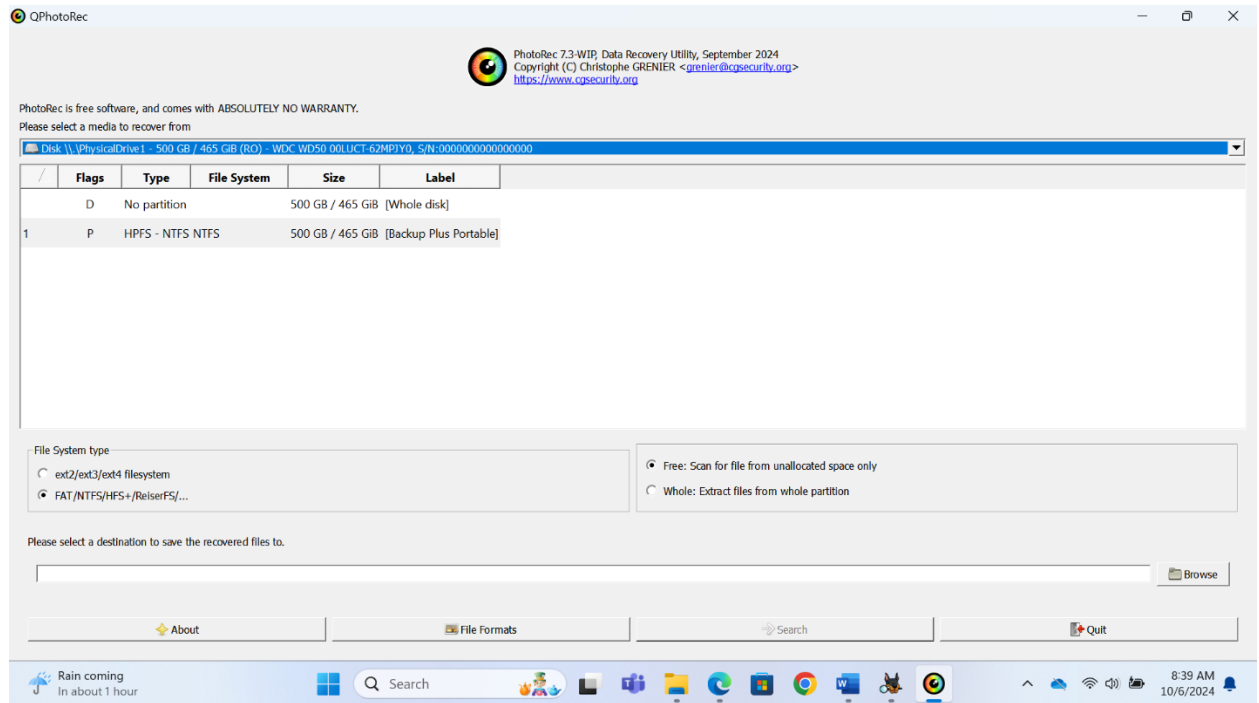 QPhotoRec
PhotoRec 7.3-WIP, Data Recovery Utility, September 2024
Copyright (C) Christophe GRENIER <grenier@cgsecurity.org>
https://www.cgsecurity.org
PhotoRec is free software, and comes with ABSOLUTELY NO WARRANTY.
Please select a media to recover from
Disk \\.\PhysicalDrive1 - 500 GB / 465 GiB (RO) - WDC WD50 00LUCT-62MPJY0, S/N:0000000000000000
Flags Type File System Size Label
D No partition 500 GB / 465 GiB [Whole disk]
1 P HPFS - NTFS NTFS 500 GB / 465 GiB [Backup Plus Portable]
File System type
ext2/ext3/ext4 filesystem
FAT/NTFS/HFS+/ReiserFS/...
Free: Scan for file from unallocated space only
Whole: Extract files from whole partition
Please select a destination to save the recovered files to.
Browse
About File Formats Search Quit
Rain coming
In about 1 hour
Search
8:39 AM
10/6/2024